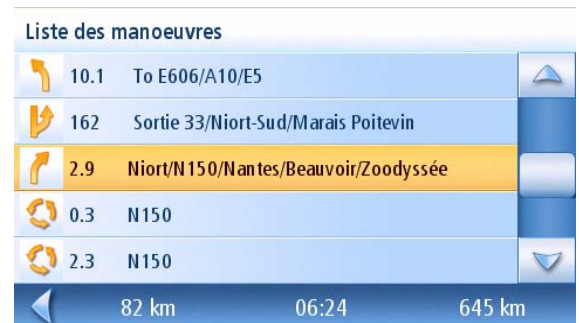 Liste des manoeuvres
10.1 To E606/A10/E5
162 Sortie 33/Niort-Sud/Marais Poitevin
2.9 Niort/N150/Nantes/Beauvoir/Zoodyssée
0.3 N150
2.3 N150
82 km 06:24 645 km